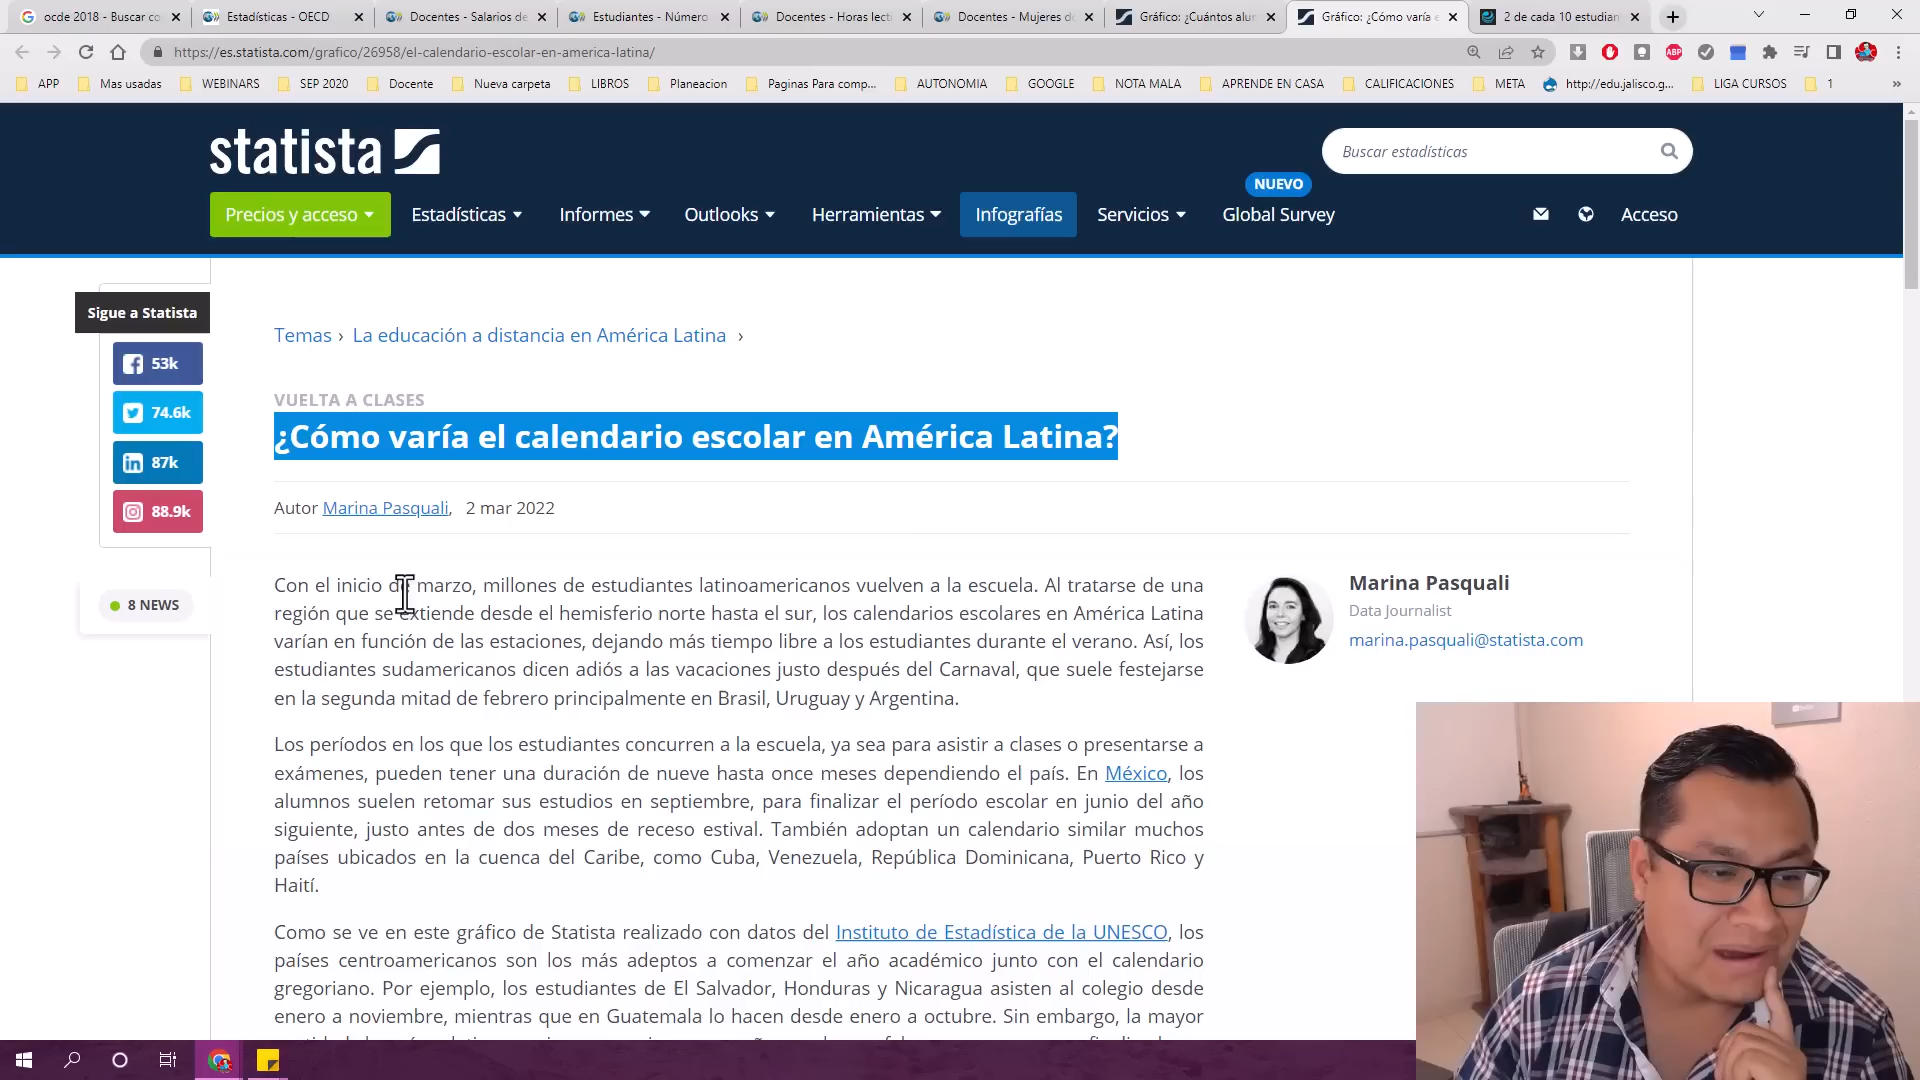 ocde 2018 - Buscar co
Estadísticas - OECD
Docentes - Salarios de
Estudiantes - Número
Docentes - Horas lecti
Docentes - Mujeres do
Gráfico: ¿Cuántos alun
Gráfico: ¿Cómo varía e
2 de cada 10 estudian
https://es.statista.com/grafico/26958/el-calendario-escolar-en-america-latina/
APP
Mas usadas
WEBINARS
SEP 2020
Docente
Nueva carpeta
LIBROS
Planeacion
Paginas Para comp...
AUTONOMIA
GOOGLE
NOTA MALA
APRENDE EN CASA
CALIFICACIONES
META
http://edu.jalisco.g...
LIGA CURSOS
1
»
statista
Buscar estadísticas
NUEVO
Precios y acceso
Estadísticas
Informes
Outlooks
Herramientas
Infografías
Servicios
Global Survey
Acceso
Sigue a Statista
53k
74.6k
87k
88.9k
8 NEWS
Temas › La educación a distancia en América Latina ›
VUELTA A CLASES
¿Cómo varía el calendario escolar en América Latina?
Autor Marina Pasquali, 2 mar 2022
Con el inicio de marzo, millones de estudiantes latinoamericanos vuelven a la escuela. Al tratarse de una
región que se extiende desde el hemisferio norte hasta el sur, los calendarios escolares en América Latina
varían en función de las estaciones, dejando más tiempo libre a los estudiantes durante el verano. Así, los
estudiantes sudamericanos dicen adiós a las vacaciones justo después del Carnaval, que suele festejarse
en la segunda mitad de febrero principalmente en Brasil, Uruguay y Argentina.
Marina Pasquali
Data Journalist
marina.pasquali@statista.com
Los períodos en los que los estudiantes concurren a la escuela, ya sea para asistir a clases o presentarse a
exámenes, pueden tener una duración de nueve hasta once meses dependiendo el país. En México, los
alumnos suelen retomar sus estudios en septiembre, para finalizar el período escolar en junio del año
siguiente, justo antes de dos meses de receso estival. También adoptan un calendario similar muchos
países ubicados en la cuenca del Caribe, como Cuba, Venezuela, República Dominicana, Puerto Rico y
Haití.
Como se ve en este gráfico de Statista realizado con datos del Instituto de Estadística de la UNESCO, los
países centroamericanos son los más adeptos a comenzar el año académico junto con el calendario
gregoriano. Por ejemplo, los estudiantes de El Salvador, Honduras y Nicaragua asisten al colegio desde
enero a noviembre, mientras que en Guatemala lo hacen desde enero a octubre. Sin embargo, la mayor